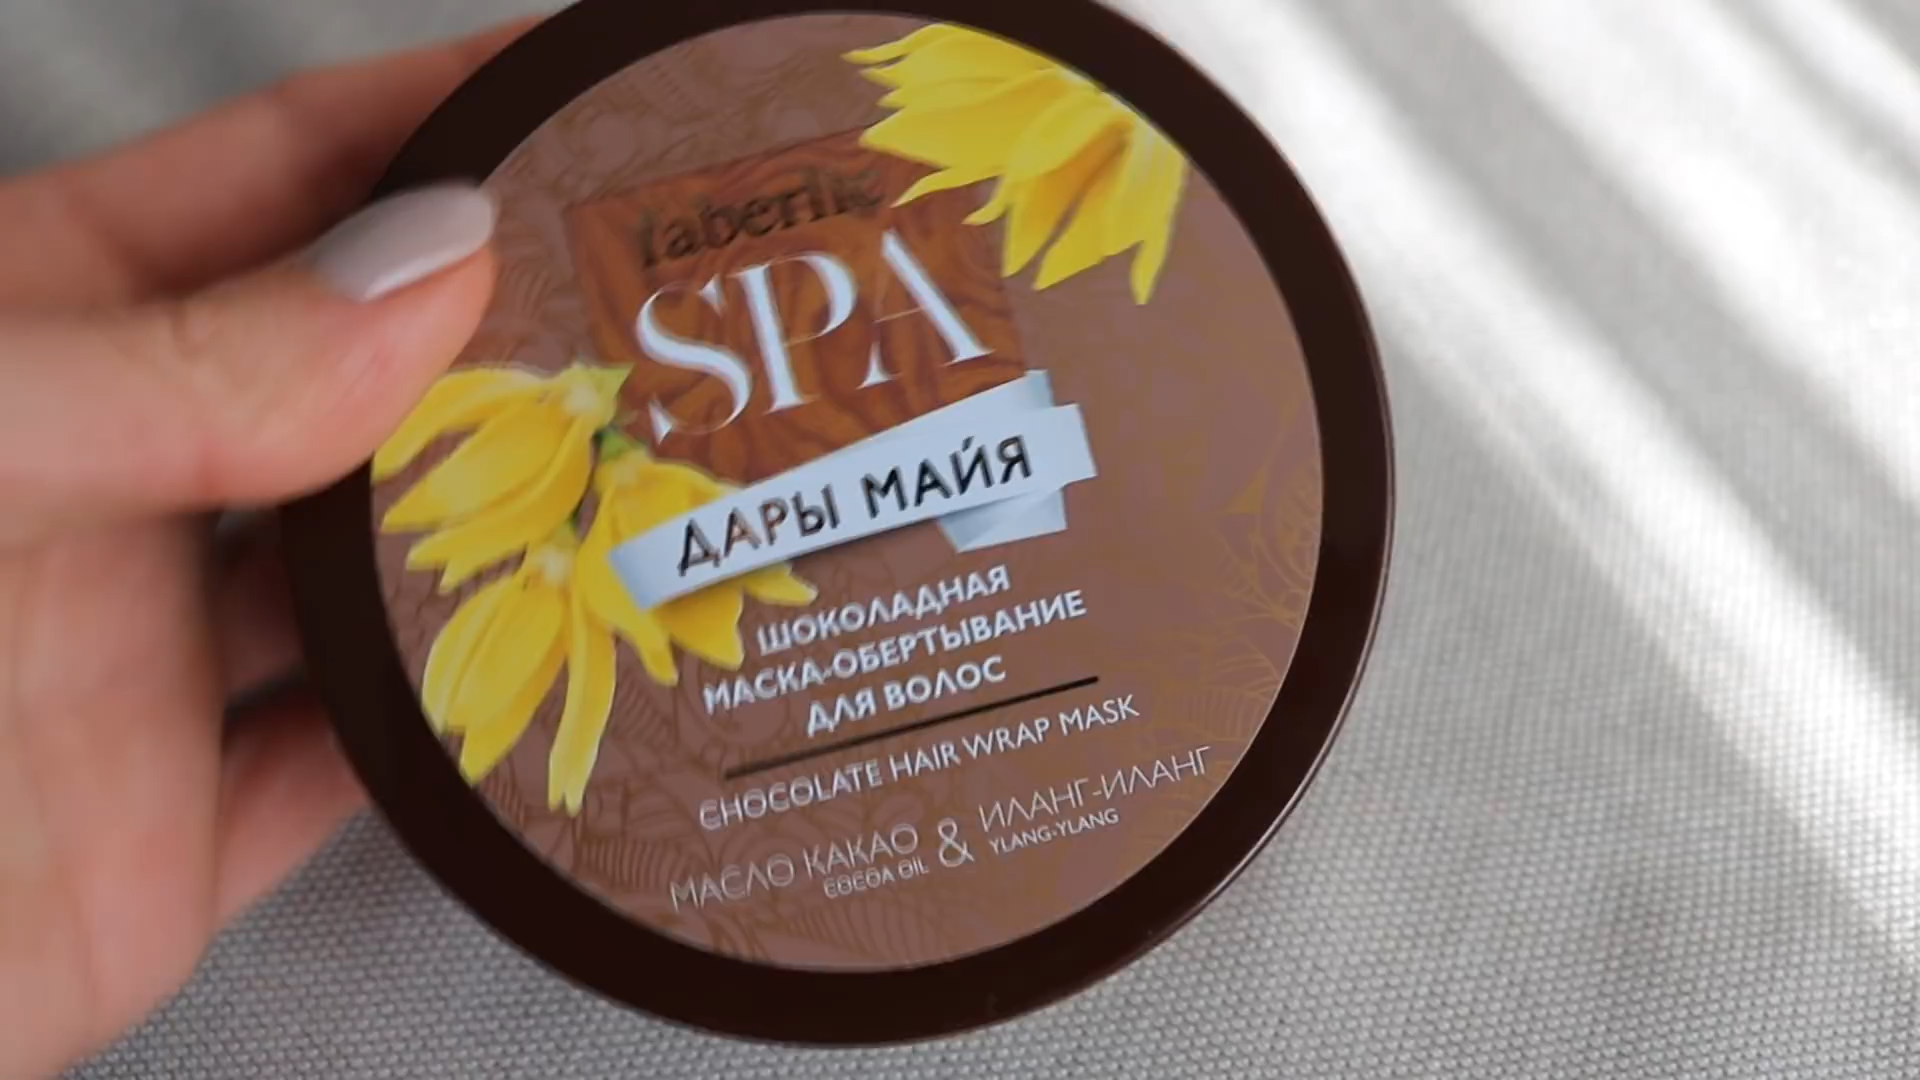 faberlic
SPA
ДАРЫ МАЙЯ
ШОКОЛАДНАЯ
МАСКА-ОБЕРТЫВАНИЕ
ДЛЯ ВОЛОС
CHOCOLATE HAIR WRAP MASK
МАСЛО КАКАО & ИЛАНГ-ИЛАНГ
COCOA OIL YLANG-YLANG